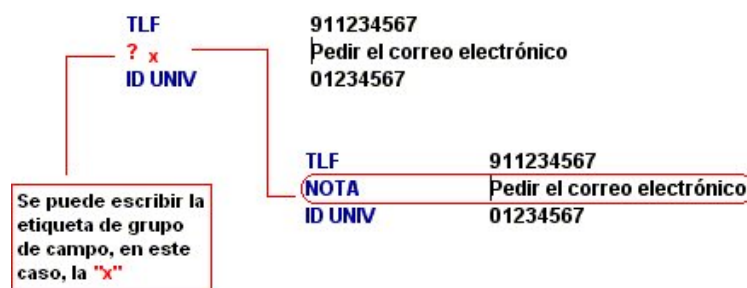 TLF 911234567
? x Pedir el correo electrónico
ID UNIV 01234567
TLF 911234567
NOTA Pedir el correo electrónico
ID UNIV 01234567
Se puede escribir la
etiqueta de grupo
de campo, en este
caso, la "x"